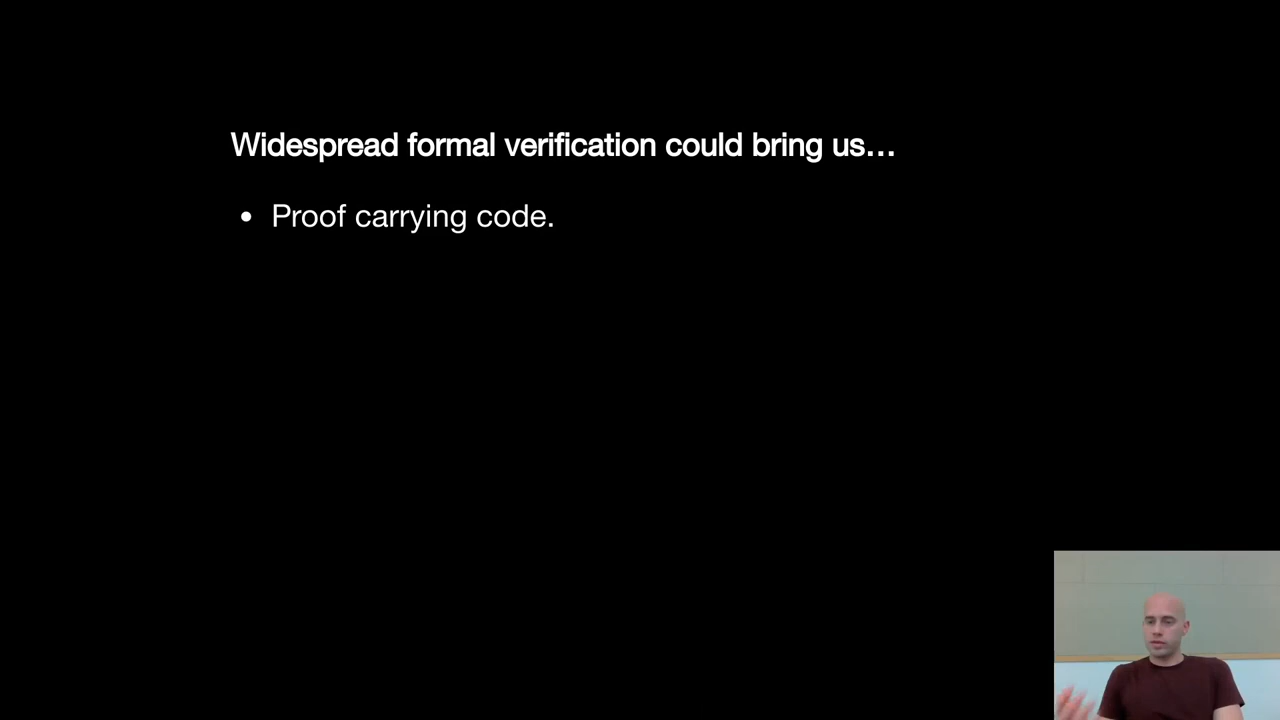 Widespread formal verification could bring us…
• Proof carrying code.